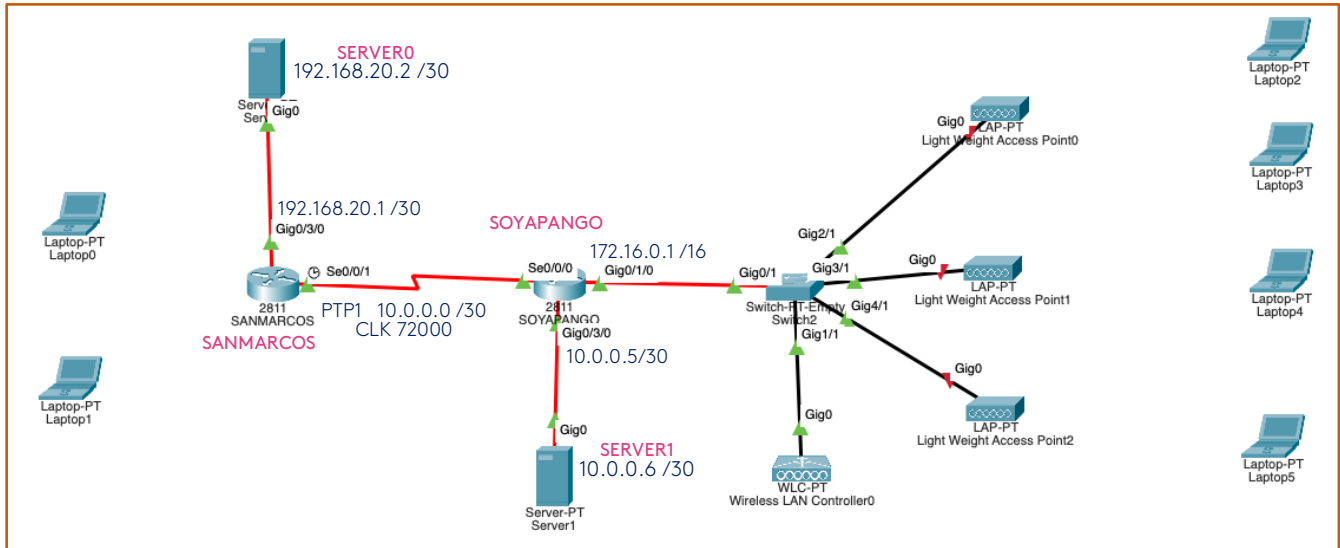 SERVER0
192.168.20.2 /30
Gig0
192.168.20.1 /30
Gig0/3/0
Laptop-PT
Laptop0
Se0/0/1
2811
SANMARCOS
SANMARCOS
PTP1 10.0.0.0 /30
CLK 72000
Laptop-PT
Laptop1
SOYAPANGO
172.16.0.1 /16
Se0/0/0
Gig0/1/0
2811
SOYAPANGO
Gig0/3/0
10.0.0.5/30
Gig0
SERVER1
10.0.0.6 /30
Server-PT
Server1
Gig0/1
Switch-PT-Empty
Switch2
Gig2/1
Gig3/1
Gig4/1
Gig1/1
Gig0
WLC-PT
Wireless LAN Controller0
Gig0
LAP-PT
Light Weight Access Point0
Gig0
LAP-PT
Light Weight Access Point1
Gig0
LAP-PT
Light Weight Access Point2
Laptop-PT
Laptop2
Laptop-PT
Laptop3
Laptop-PT
Laptop4
Laptop-PT
Laptop5